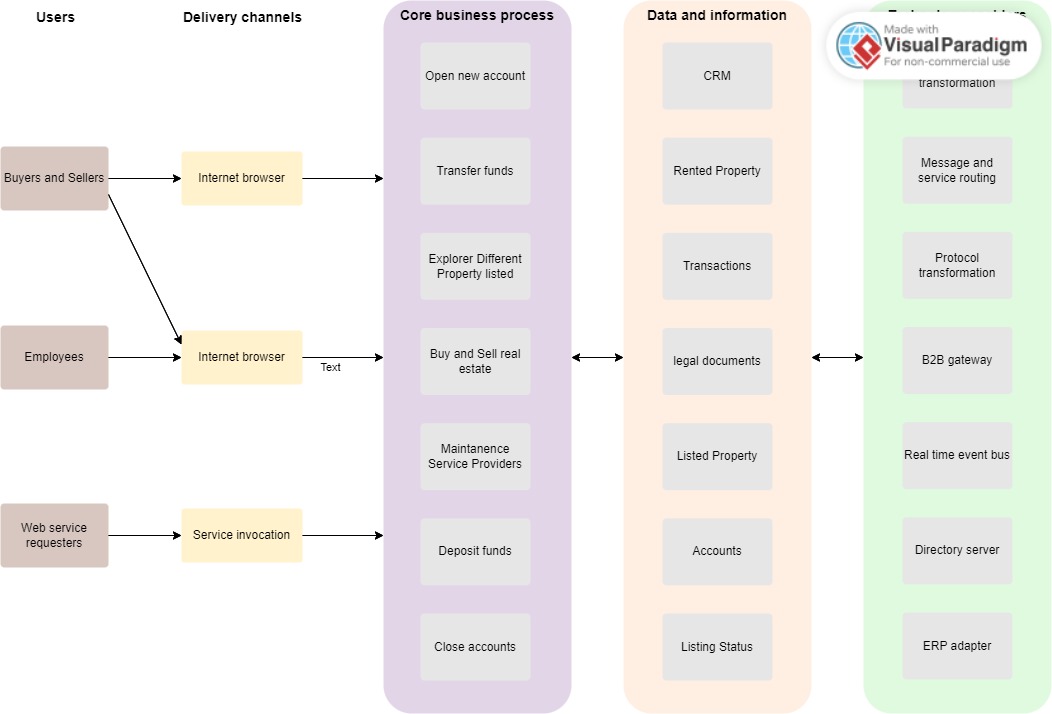 Users
Delivery channels
Core business process
Data and information
Made with
VisualParadigm
For non-commercial use
Buyers and Sellers
Employees
Web service
requesters
Internet browser
Internet browser
Text
Service invocation
Open new account
Transfer funds
Explorer Different
Property listed
Buy and Sell real
estate
Maintanence
Service Providers
Deposit funds
Close accounts
CRM
Rented Property
Transactions
legal documents
Listed Property
Accounts
Listing Status
transformation
Message and
service routing
Protocol
transformation
B2B gateway
Real time event bus
Directory server
ERP adapter